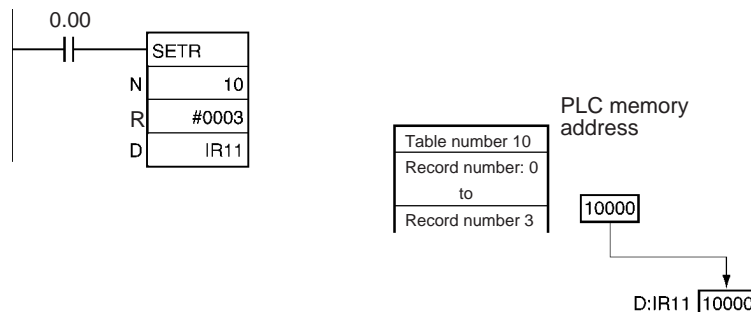 0.00
SETR
N 10
R #0003
D IR11
PLC memory
address
Table number 10
Record number: 0
to
Record number 3
10000
D:IR11 10000